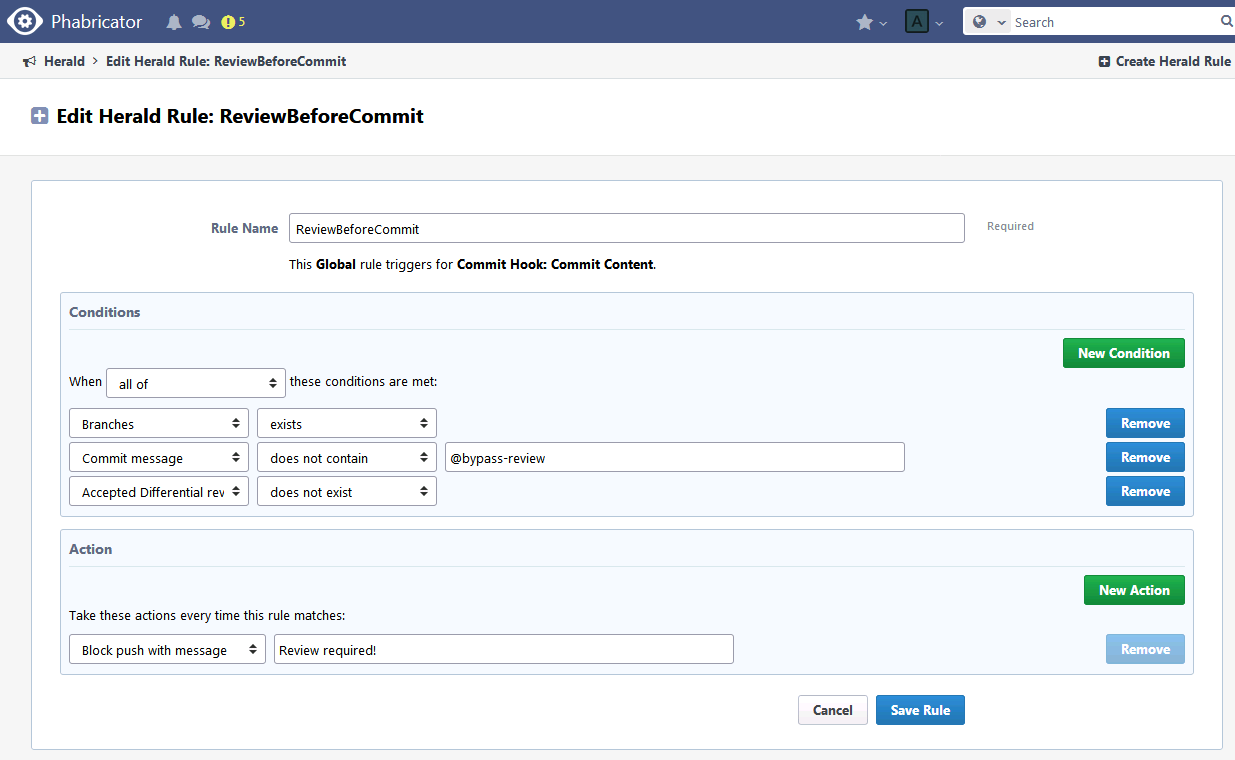 Phabricator 5 A Search
Herald > Edit Herald Rule: ReviewBeforeCommit Create Herald Rule
Edit Herald Rule: ReviewBeforeCommit
Rule Name ReviewBeforeCommit Required
This Global rule triggers for Commit Hook: Commit Content.
Conditions
New Condition
When all of these conditions are met:
Branches exists Remove
Commit message does not contain @bypass-review Remove
Accepted Differential rev does not exist Remove
Action
New Action
Take these actions every time this rule matches:
Block push with message Review required! Remove
Cancel Save Rule